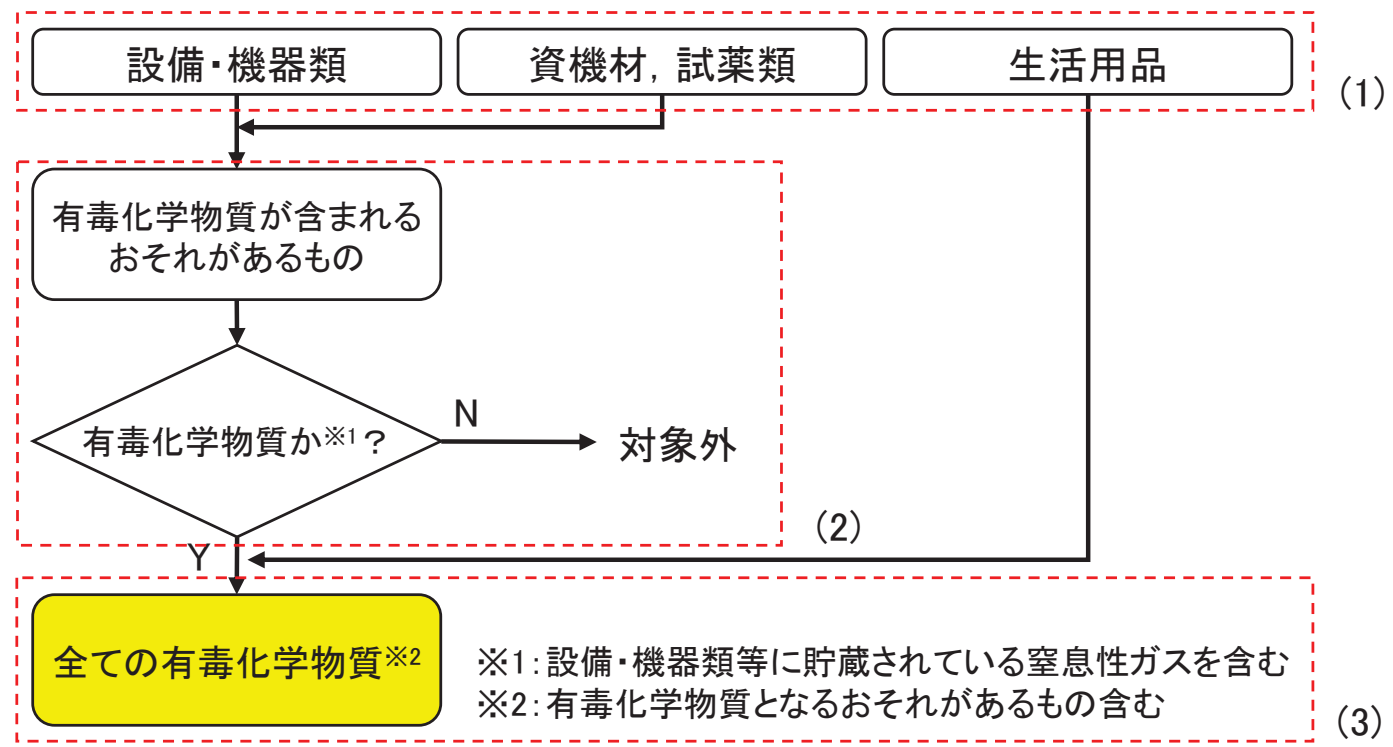 設備・機器類
資機材，試薬類
生活用品
(1)
有毒化学物質が含まれる
おそれがあるもの
有毒化学物質か※1？
N
対象外
(2)
Y
全ての有毒化学物質※2
※1：設備・機器類等に貯蔵されている窒息性ガスを含む
※2：有毒化学物質となるおそれがあるもの含む
(3)